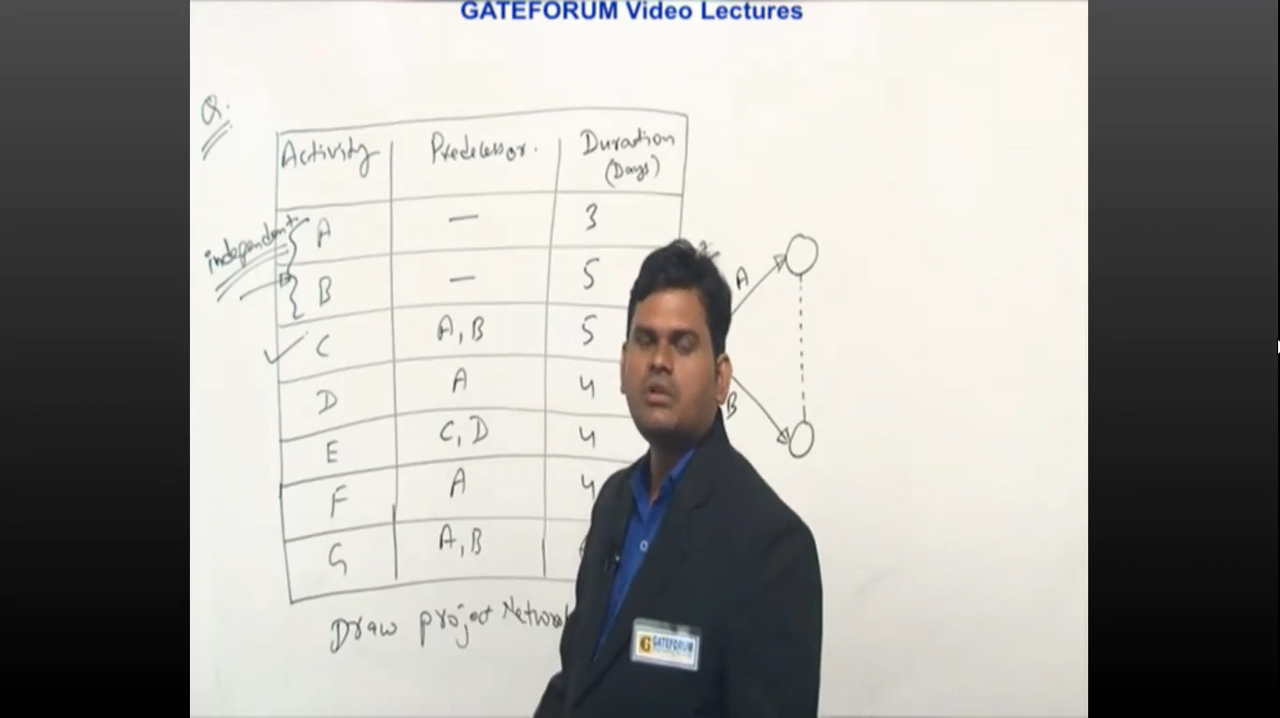 GATEFORUM Video Lectures
Q.
Activity Predecessor. Duration (Days)
independent
A — 3
B — 5
C A, B 5
D A 4
E C, D 4
F A 4
G A, B
Draw project Network
A
B
GATEFORUM